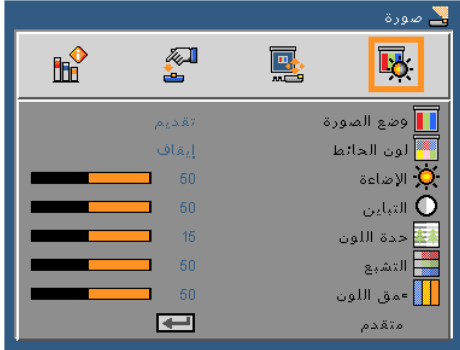 صورة
وضع الصورة تقديم
لون الحائط إيقاف
الإضاءة 50
التباين 50
حدة اللون 15
التشبع 50
عمق اللون 50
متقدم